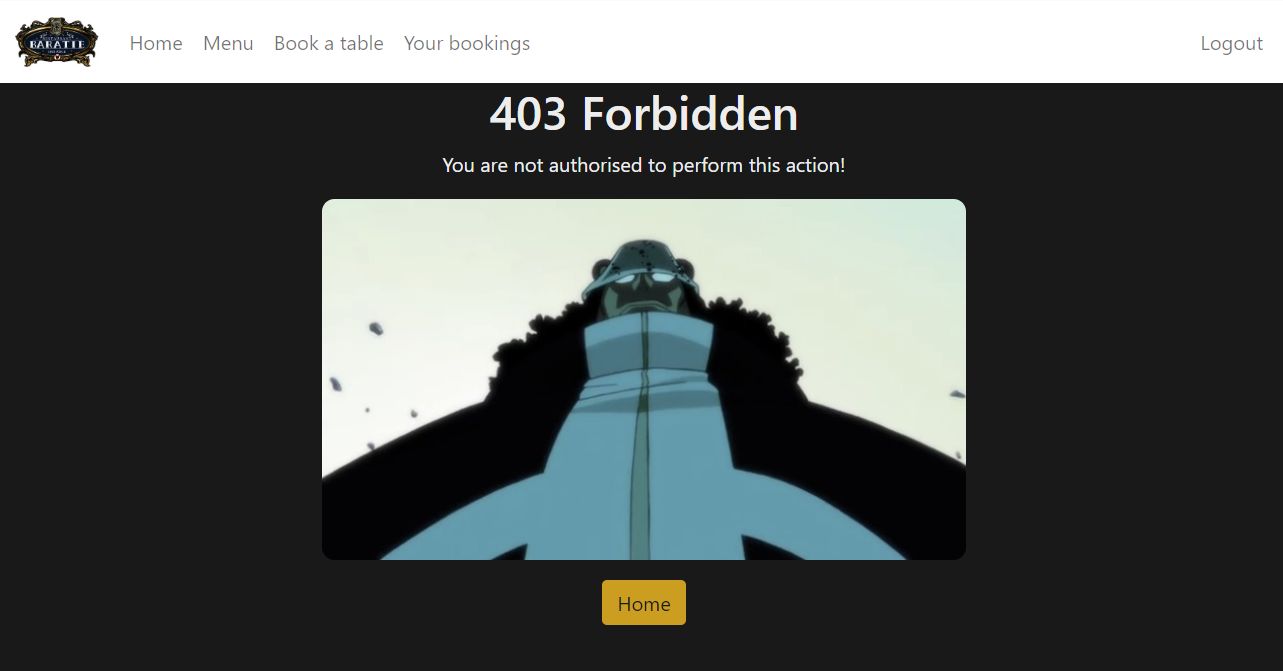 BARATIE
Home Menu Book a table Your bookings Logout
403 Forbidden
You are not authorised to perform this action!
Home